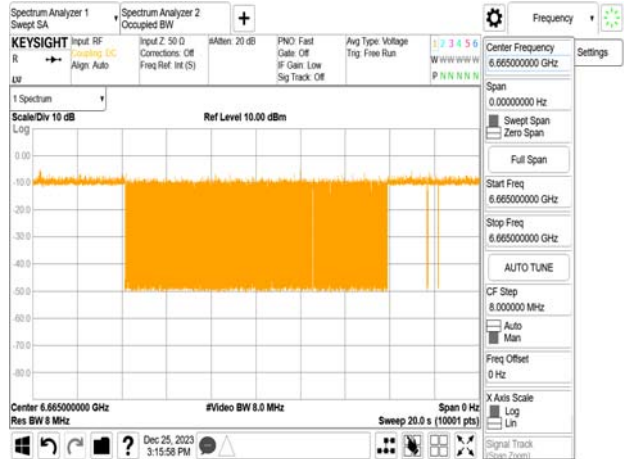 Spectrum Analyzer 1
Swept SA
Spectrum Analyzer 2
Occupied BW
+
Frequency
KEYSIGHT
R
Input: RF
Coupling: DC
Align: Auto
Input Z: 50 Ω
Corrections: Off
Freq Ref: Int (S)
#Atten: 20 dB
PNO: Fast
Gate: Off
IF Gain: Low
Sig Track: Off
Avg Type: Voltage
Trig: Free Run
1 2 3 4 5 6
W W W W W W
P N N N N N
Center Frequency
6.665000000 GHz
Settings
Span
0.00000000 Hz
Swept Span
Zero Span
Full Span
Start Freq
6.665000000 GHz
Stop Freq
6.665000000 GHz
AUTO TUNE
CF Step
8.000000 MHz
Auto
Man
Freq Offset
0 Hz
X Axis Scale
Log
Lin
Signal Track
(Span Zoom)
1 Spectrum
Scale/Div 10 dB
Ref Level 10.00 dBm
Log
0.00
-10.0
-20.0
-30.0
-40.0
-50.0
-60.0
-70.0
-80.0
Center 6.665000000 GHz
Res BW 8 MHz
#Video BW 8.0 MHz
Span 0 Hz
Sweep 20.0 s (10001 pts)
?
Dec 25, 2023
3:15:58 PM